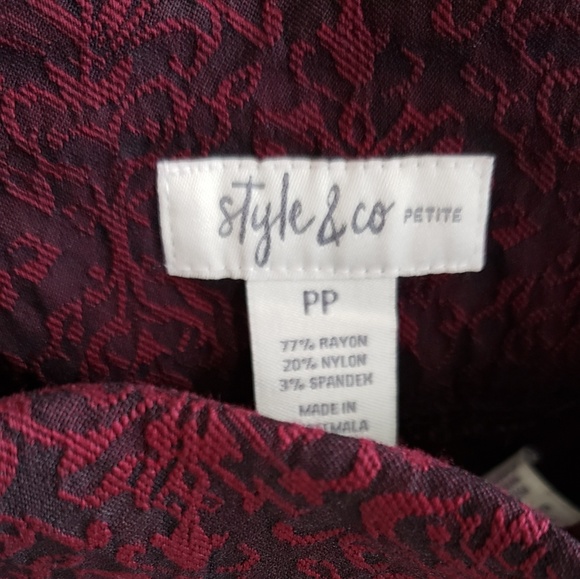 style & co PETITE
PP
77% RAYON
20% NYLON
3% SPANDEX
MADE IN